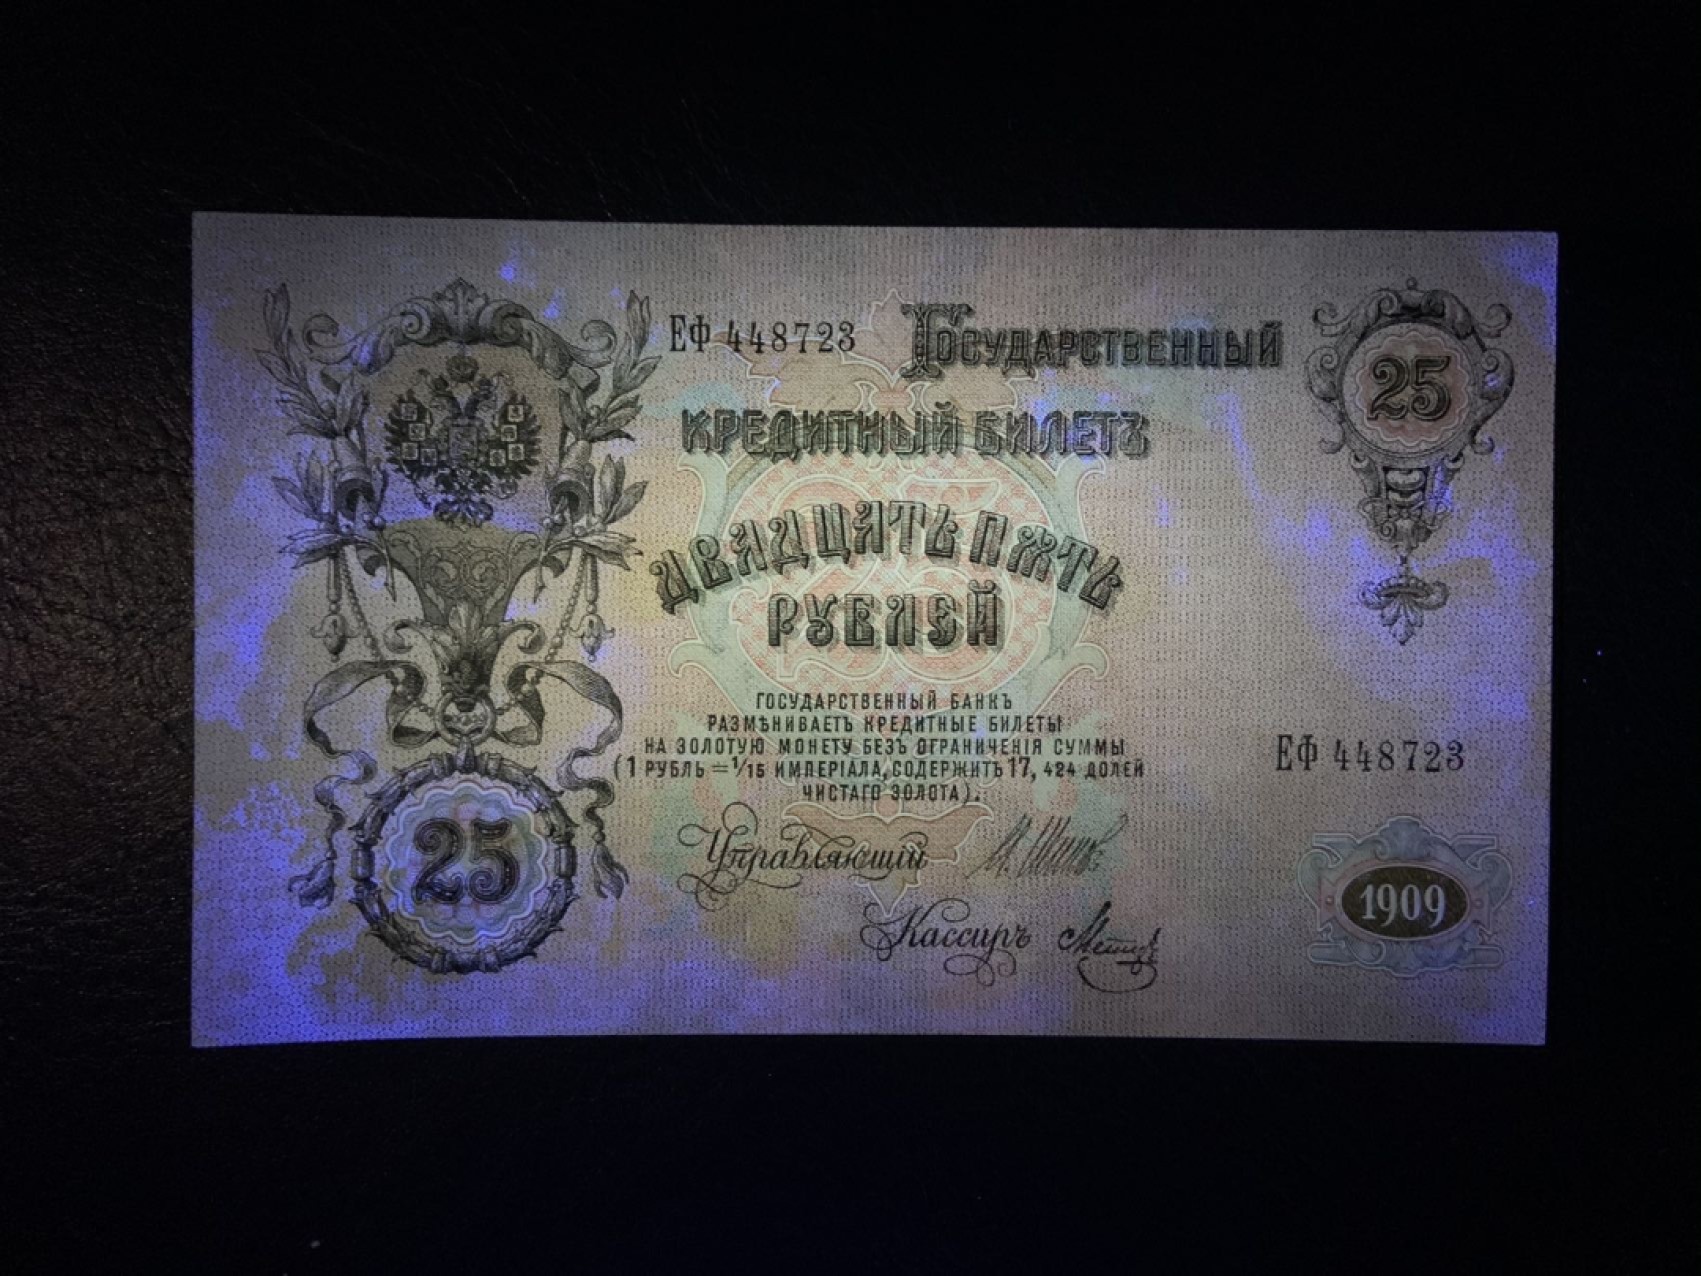 ЕФ 448723
Государственный
25
кредитный билетъ
двадцать пять
рублей
ГОСУДАРСТВЕННЫЙ БАНКЪ
РАЗМѢНИВАЕТЪ КРЕДИТНЫЕ БИЛЕТЫ
НА ЗОЛОТУЮ МОНЕТУ БЕЗЪ ОГРАНИЧЕНІЯ СУММЫ
(1 РУБЛЬ = 1/15 ИМПЕРІАЛА, СОДЕРЖИТЪ 17,424 ДОЛЕЙ
ЧИСТАГО ЗОЛОТА).
ЕФ 448723
Управляющій
25
1909
Кассиръ